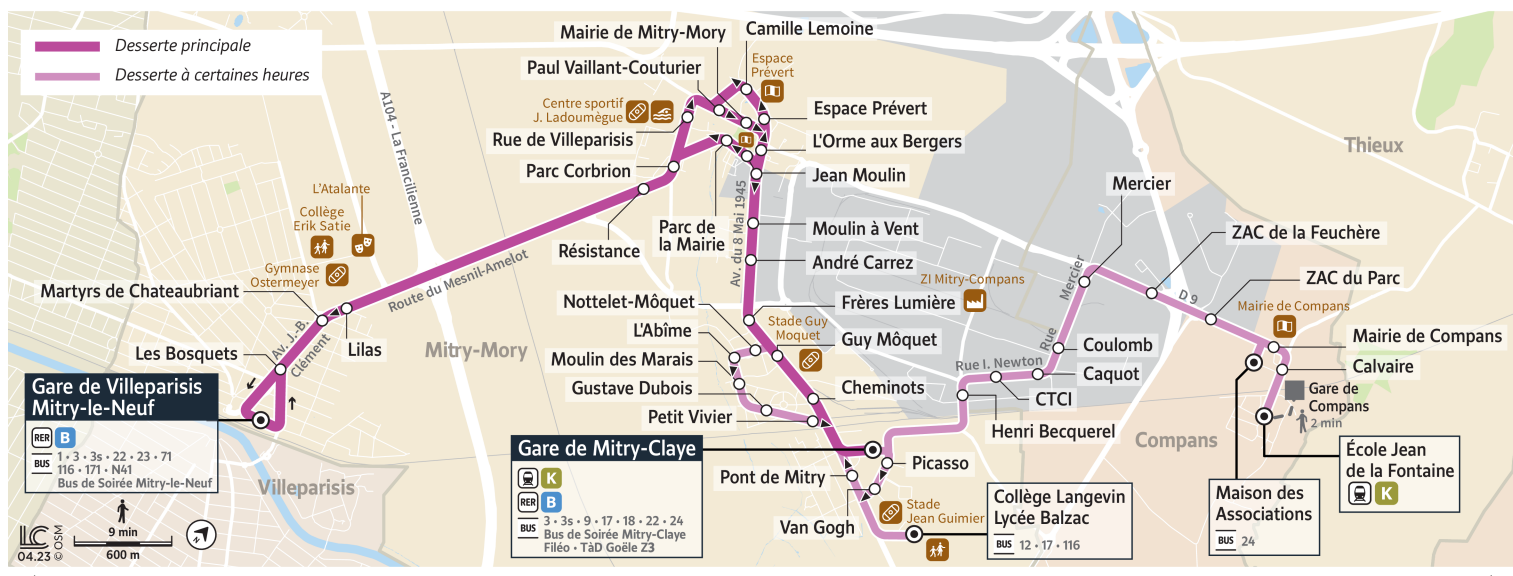 Desserte principale
Desserte à certaines heures
A104 - La Francilienne
Mairie de Mitry-Mory
Camille Lemoine
Paul Vaillant-Couturier
Espace
Prévert
Centre sportif
J. Ladoumègue
Espace Prévert
Rue de Villeparisis
L'Orme aux Bergers
Parc Corbrion
Jean Moulin
Thieux
Mercier
L'Atalante
Collège
Erik Satie
Gymnase
Ostermeyer
Résistance
Parc de
la Mairie
Av. du 8 Mai 1945
Moulin à Vent
André Carrez
ZAC de la Feuchère
ZI Mitry-Compans
ZAC du Parc
Martyrs de Chateaubriant
Route du Mesnil-Amelot
Nottelet-Môquet
Frères Lumière
Rue Mercier
D 9
Mairie de Compans
L'Abîme
Stade Guy
Moquet
Guy Môquet
Mairie de Compans
Les Bosquets
Av. J.-B.
Clément
Lilas
Mitry-Mory
Moulin des Marais
Coulomb
Calvaire
Rue I. Newton
Caquot
Gare de Villeparisis
Mitry-le-Neuf
RER B
BUS
1 • 3 • 3s • 22 • 23 • 71
116 • 171 • N41
Bus de Soirée Mitry-le-Neuf
Gustave Dubois
Cheminots
CTCI
Gare de
Compans
2 min
Petit Vivier
Henri Becquerel
Compans
Gare de Mitry-Claye
K
RER B
BUS
3 • 3s • 9 • 17 • 18 • 22 • 24
Bus de Soirée Mitry-Claye
Filéo • TàD Goële Z3
Picasso
Pont de Mitry
École Jean
de la Fontaine
K
Villeparisis
Van Gogh
Stade
Jean Guimier
Collège Langevin
Lycée Balzac
BUS 12 • 17 • 116
Maison des
Associations
BUS 24
LC
04.23
© OSM
9 min
600 m